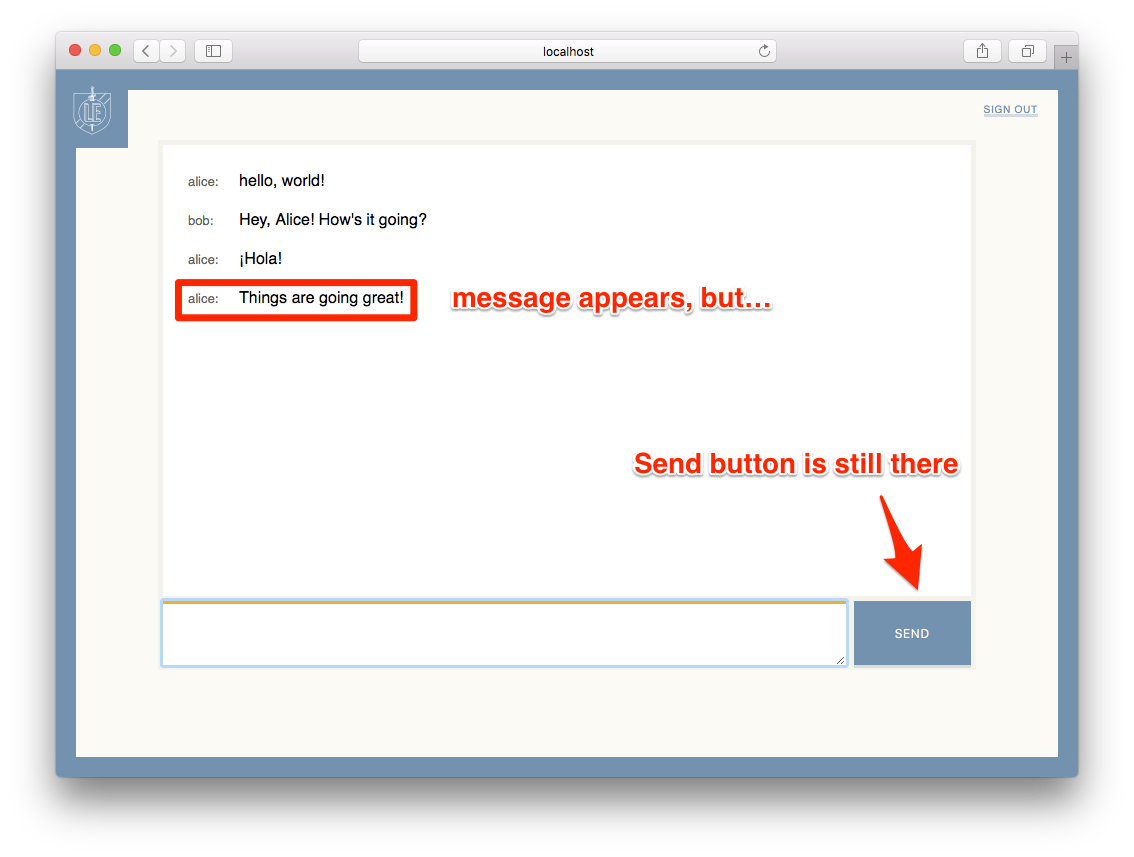 localhost
LE
SIGN OUT
alice: hello, world!
bob: Hey, Alice! How's it going?
alice: ¡Hola!
alice: Things are going great! message appears, but...
Send button is still there
SEND